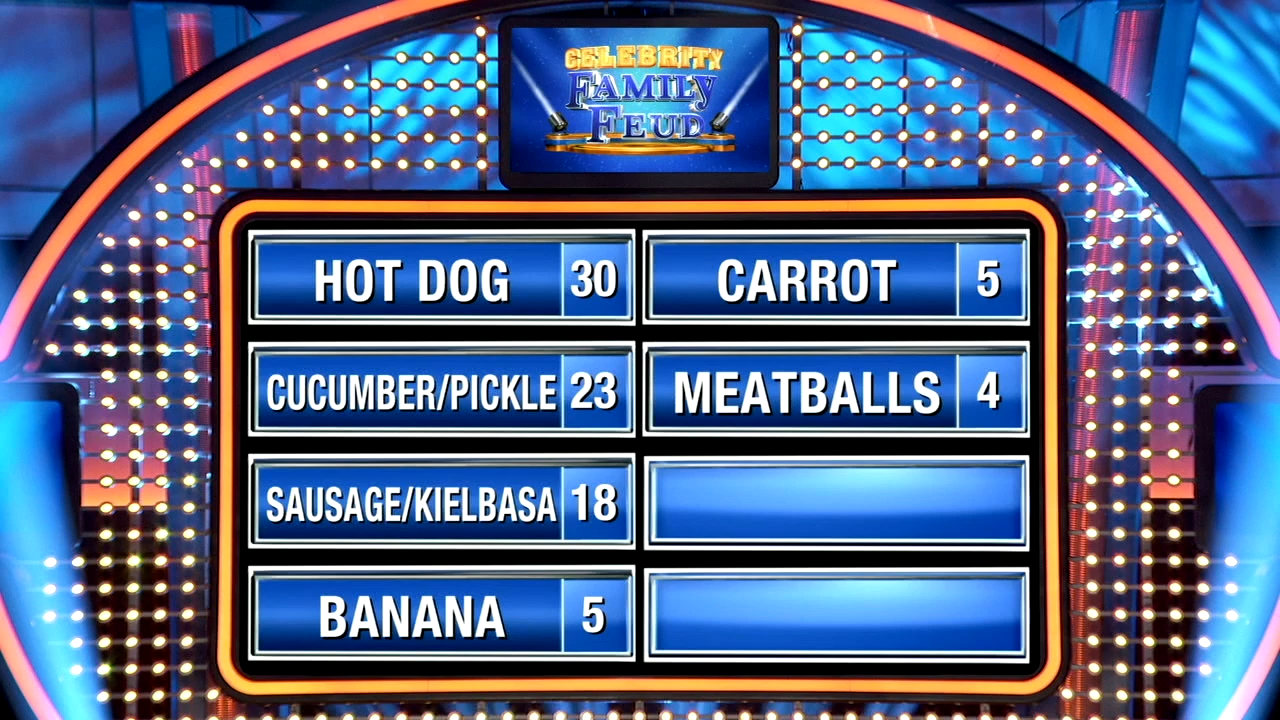 CELEBRITY
FAMILY
FEUD
HOT DOG 30
CUCUMBER/PICKLE 23
SAUSAGE/KIELBASA 18
BANANA 5
CARROT 5
MEATBALLS 4